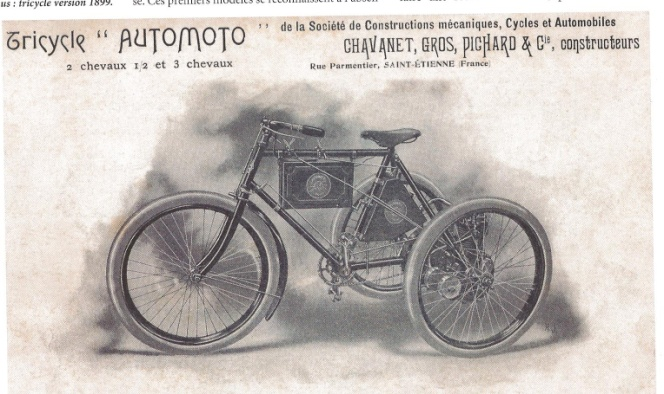 us : tricycle version 1899.
se. Ces premiers modèles se reconnaissent à l'absen-
Tricycle " AUTOMOTO "
2 chevaux 1/2 et 3 chevaux
de la Société de Constructions mécaniques, Cycles et Automobiles
CHAVANET, GROS, PICHARD & Cie, constructeurs
Rue Parmentier, SAINT-ÉTIENNE (France)